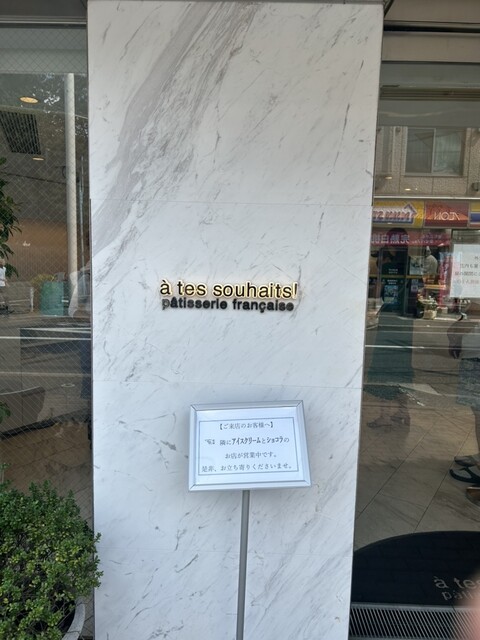 à tes souhaits!
pâtisserie française
【ご来店のお客様へ】
隣にアイスクリームとショコラの
お店が営業中です。
是非、お立ち寄りくださいませ。
à tes